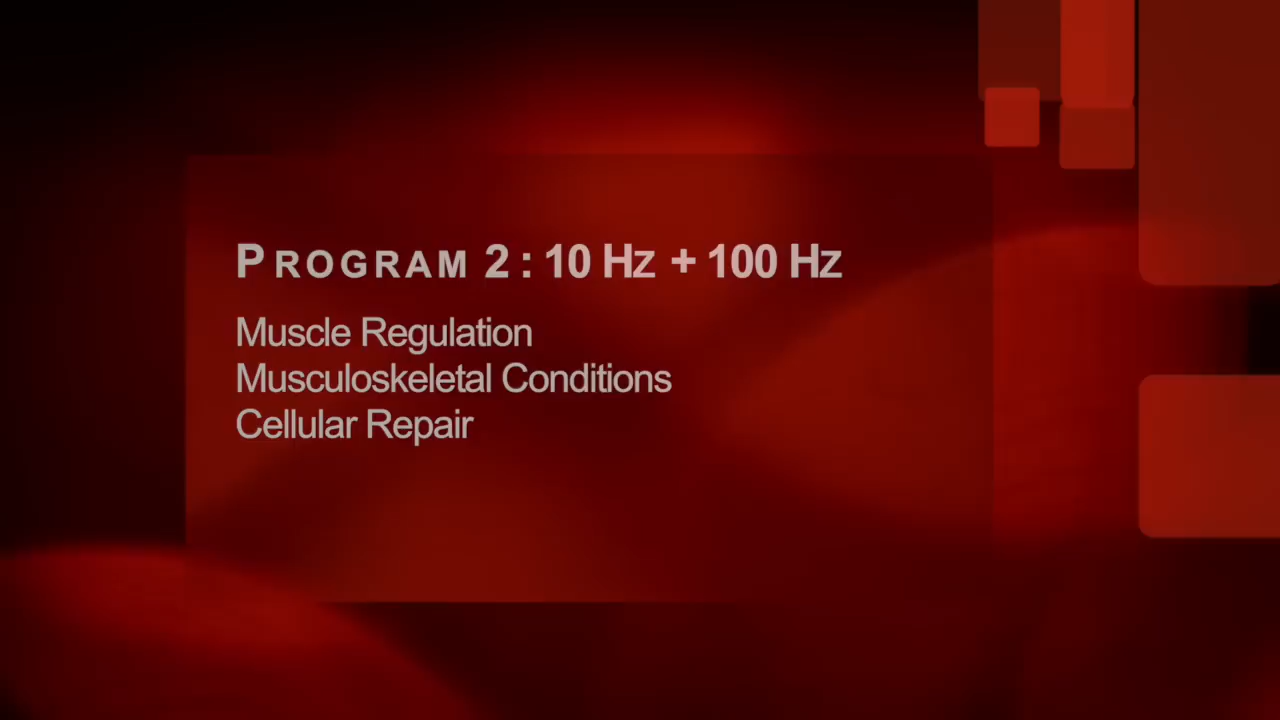 PROGRAM 2 : 10 Hz + 100 Hz
Muscle Regulation
Musculoskeletal Conditions
Cellular Repair